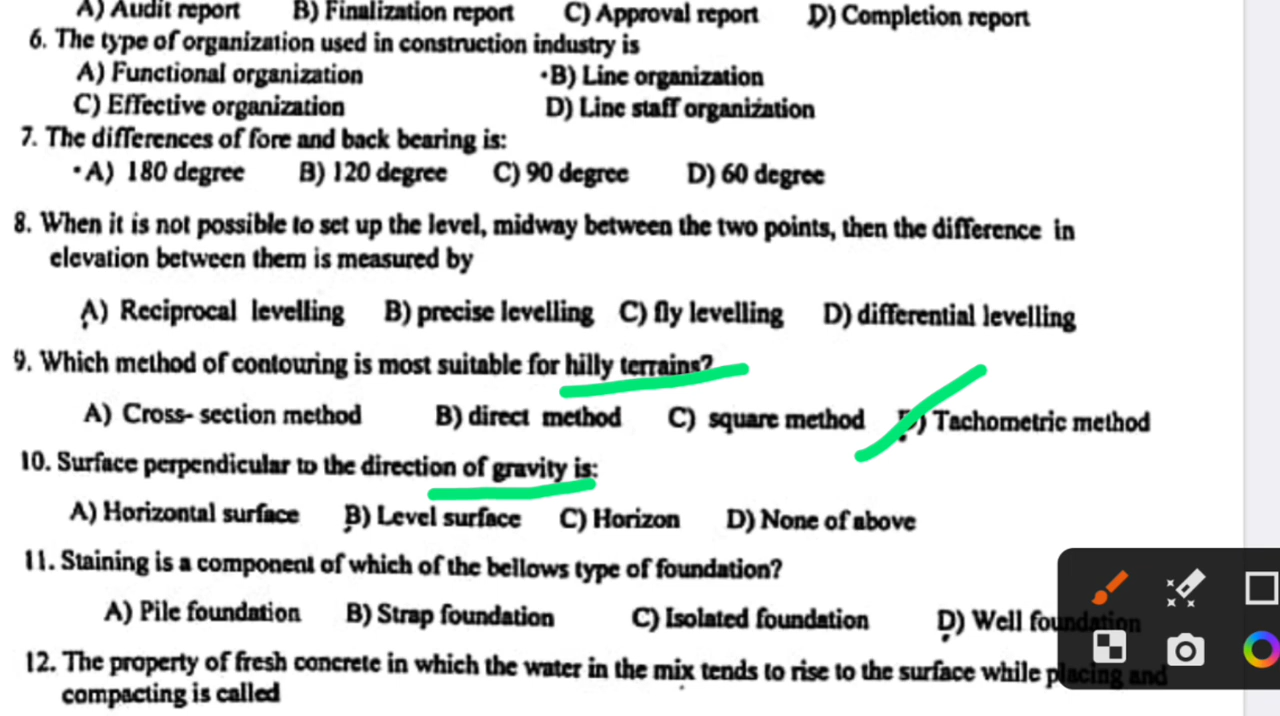 A) Audit report B) Finalization report C) Approval report D) Completion report
6. The type of organization used in construction industry is
A) Functional organization B) Line organization
C) Effective organization D) Line staff organization
7. The differences of fore and back bearing is:
A) 180 degree B) 120 degree C) 90 degree D) 60 degree
8. When it is not possible to set up the level, midway between the two points, then the difference in
elevation between them is measured by
A) Reciprocal levelling B) precise levelling C) fly levelling D) differential levelling
9. Which method of contouring is most suitable for hilly terrains?
A) Cross- section method B) direct method C) square method D) Tachometric method
10. Surface perpendicular to the direction of gravity is:
A) Horizontal surface B) Level surface C) Horizon D) None of above
11. Staining is a component of which of the bellows type of foundation?
A) Pile foundation B) Strap foundation C) Isolated foundation D) Well foundation
12. The property of fresh concrete in which the water in the mix tends to rise to the surface while placing and
compacting is called